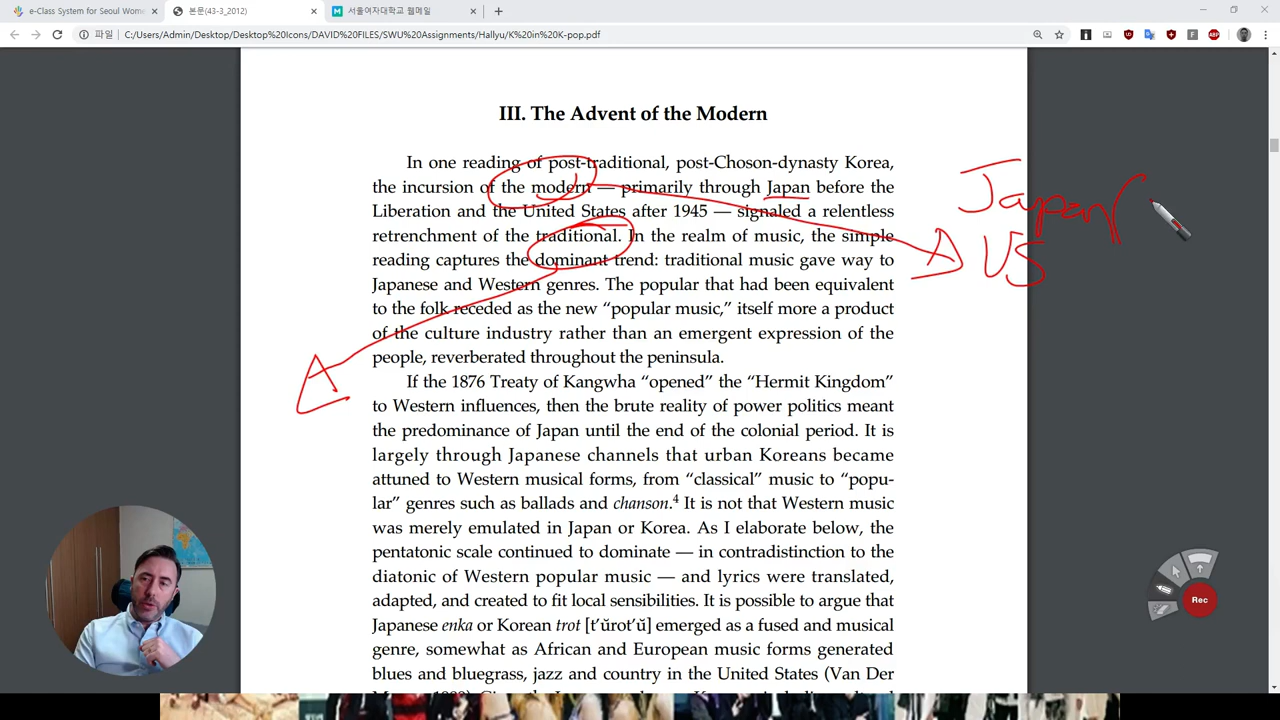 e-Class System for Seoul Wome
본문(43-3_2012)
서울여자대학교 웹메일
파일
C:/Users/Admin/Desktop/Desktop%20Icons/DAVID%20FILES/SWU%20Assignments/Hallyu/K%20in%20K-pop.pdf
III. The Advent of the Modern
In one reading of post-traditional, post-Choson-dynasty Korea,
the incursion of the modern — primarily through Japan before the
Liberation and the United States after 1945 — signaled a relentless
retrenchment of the traditional. In the realm of music, the simple
reading captures the dominant trend: traditional music gave way to
Japanese and Western genres. The popular that had been equivalent
to the folk receded as the new “popular music,” itself more a product
of the culture industry rather than an emergent expression of the
people, reverberated throughout the peninsula.
If the 1876 Treaty of Kangwha “opened” the “Hermit Kingdom”
to Western influences, then the brute reality of power politics meant
the predominance of Japan until the end of the colonial period. It is
largely through Japanese channels that urban Koreans became
attuned to Western musical forms, from “classical” music to “popu-
lar” genres such as ballads and chanson.4 It is not that Western music
was merely emulated in Japan or Korea. As I elaborate below, the
pentatonic scale continued to dominate — in contradistinction to the
diatonic of Western popular music — and lyrics were translated,
adapted, and created to fit local sensibilities. It is possible to argue that
Japanese enka or Korean trot [t’ŭrot’ŭ] emerged as a fused and musical
genre, somewhat as African and European music forms generated
blues and bluegrass, jazz and country in the United States (Van Der
Japan (
US
Rec